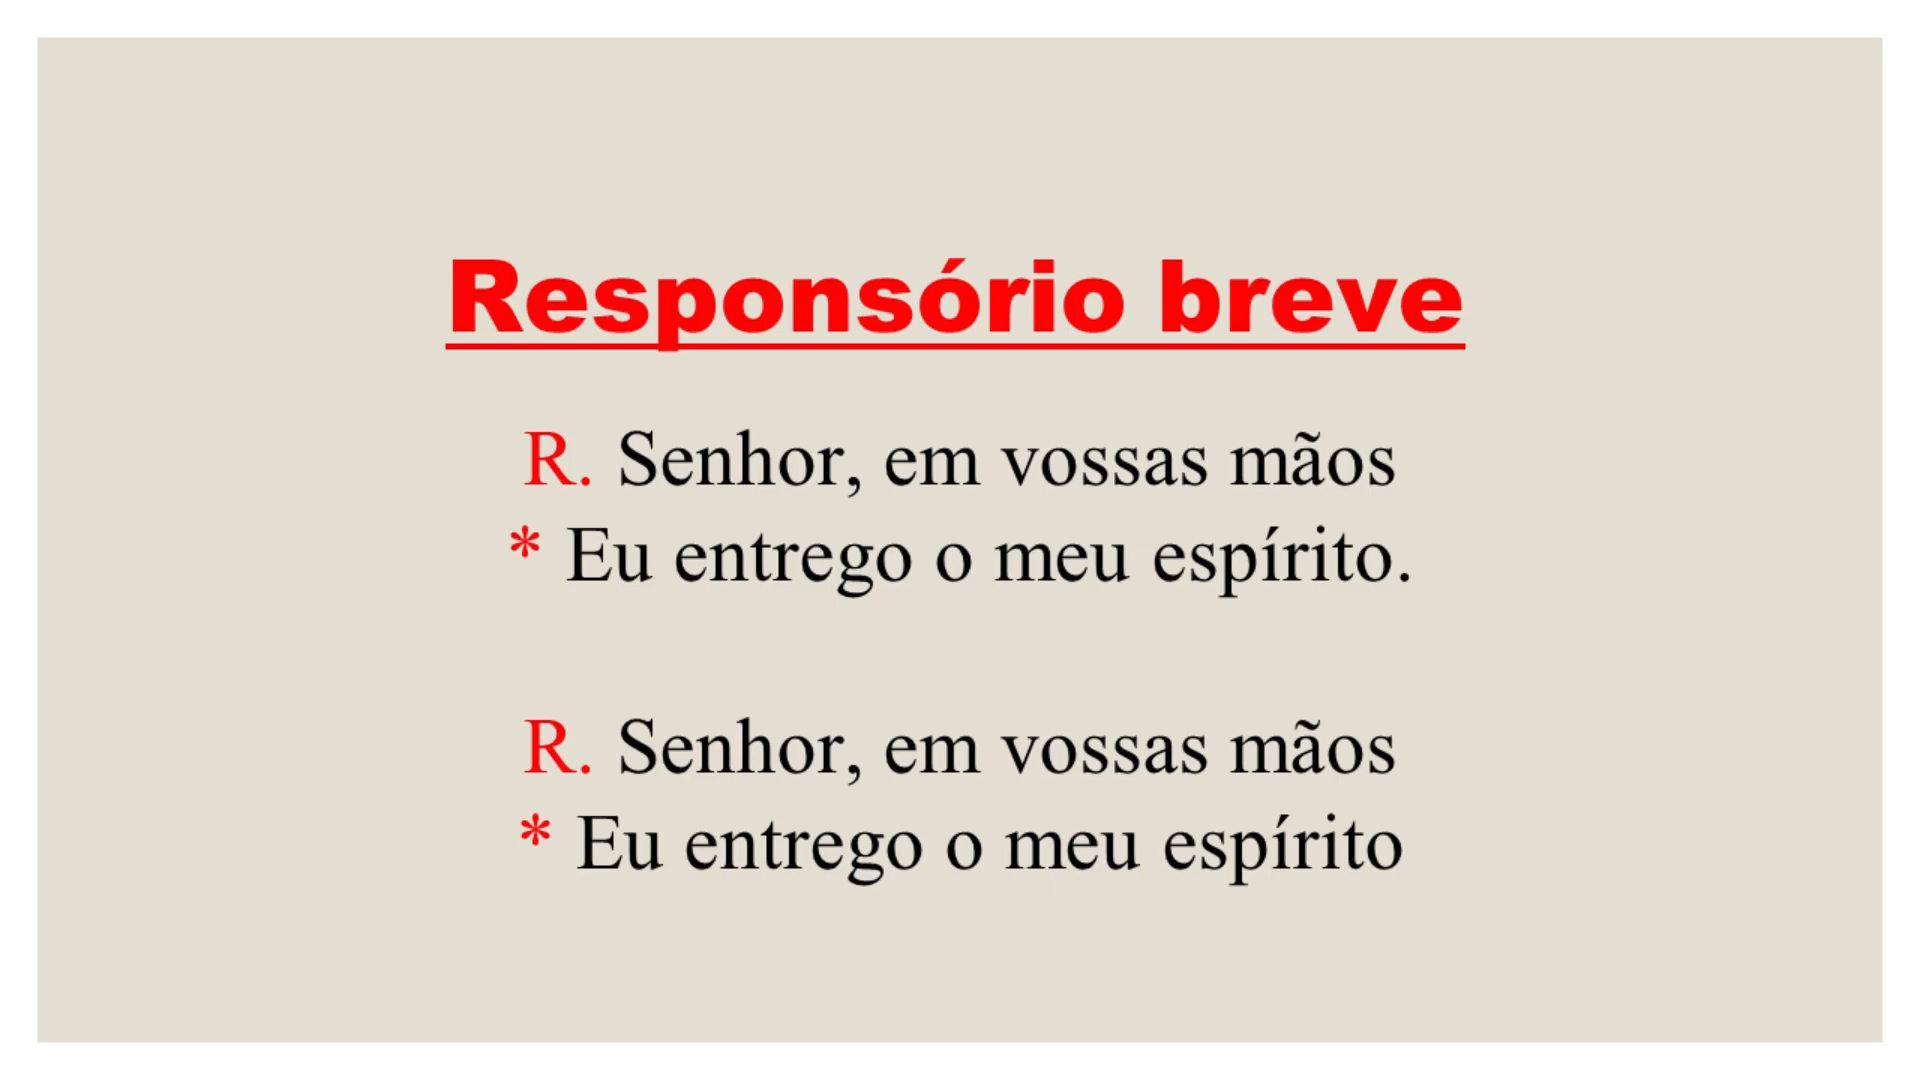 Responsório breve
R. Senhor, em vossas mãos
* Eu entrego o meu espírito.
R. Senhor, em vossas mãos
* Eu entrego o meu espírito